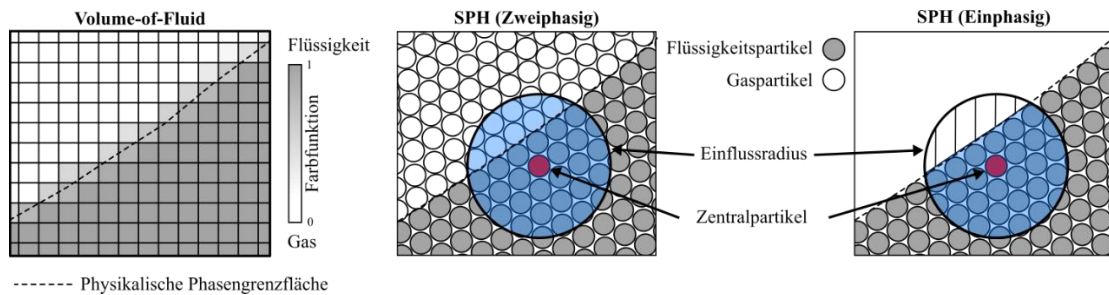 Volume-of-Fluid
Flüssigkeit
1
Farbfunktion
0
Gas
Physikalische Phasengrenzfläche
SPH (Zweiphasig)
Flüssigkeitspartikel
Gaspartikel
Einflussradius
Zentralpartikel
SPH (Einphasig)